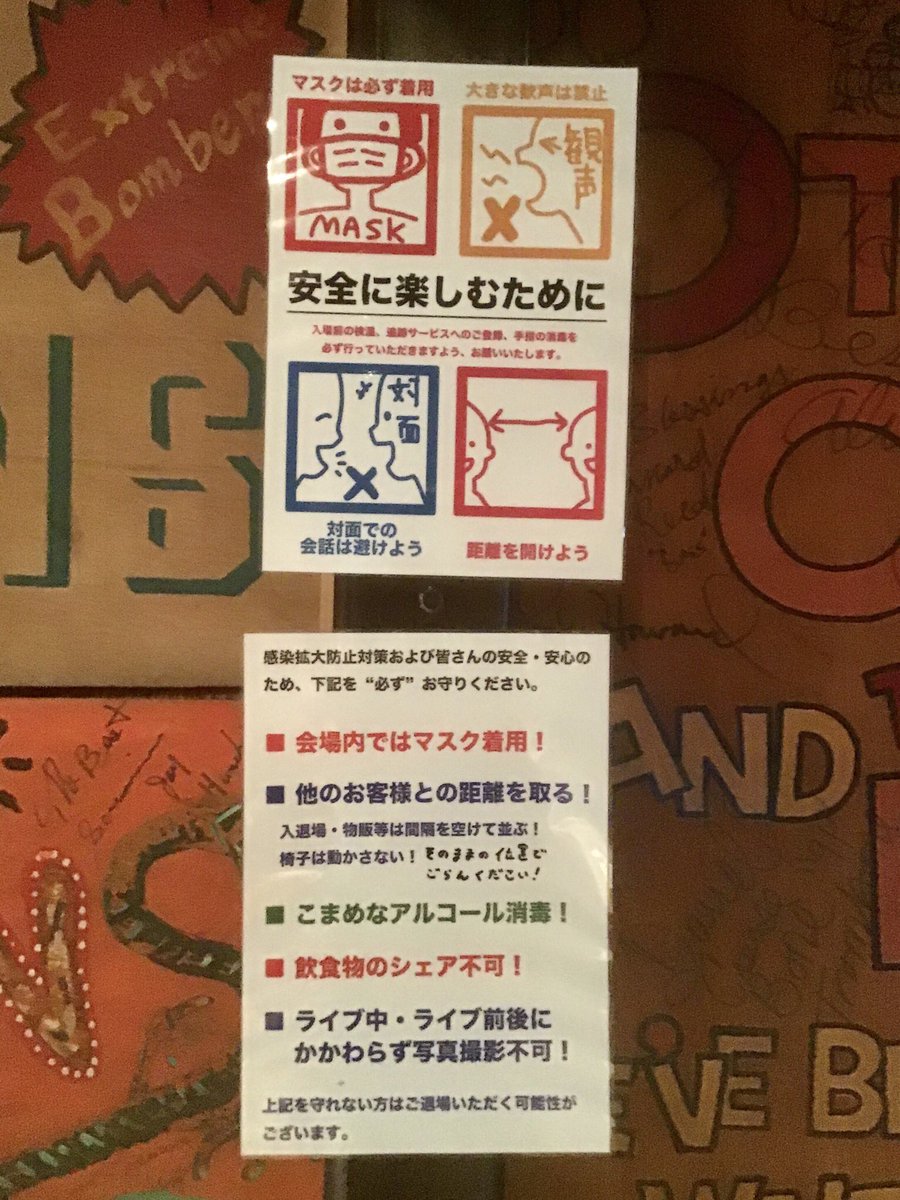 Extreme
Bomber
マスクは必ず着用
MASK
大きな歓声は禁止
観声
安全に楽しむために
入場前の検温、追跡サービスへのご登録、手指の消毒を
必ず行っていただきますよう、お願いいたします。
対面
対面での
会話は避けよう
距離を開けよう
感染拡大防止対策および皆さんの安全・安心の
ため、下記を“必ず”お守りください。
■ 会場内ではマスク着用！
■ 他のお客様との距離を取る！
入退場・物販等は間隔を空けて並ぶ！
椅子は動かさない！そのままの位置で
ごらんください！
■ こまめなアルコール消毒！
■ 飲食物のシェア不可！
■ ライブ中・ライブ前後に
かかわらず写真撮影不可！
上記を守れない方はご退場いただく可能性が
ございます。
Blessings
Howard
AND